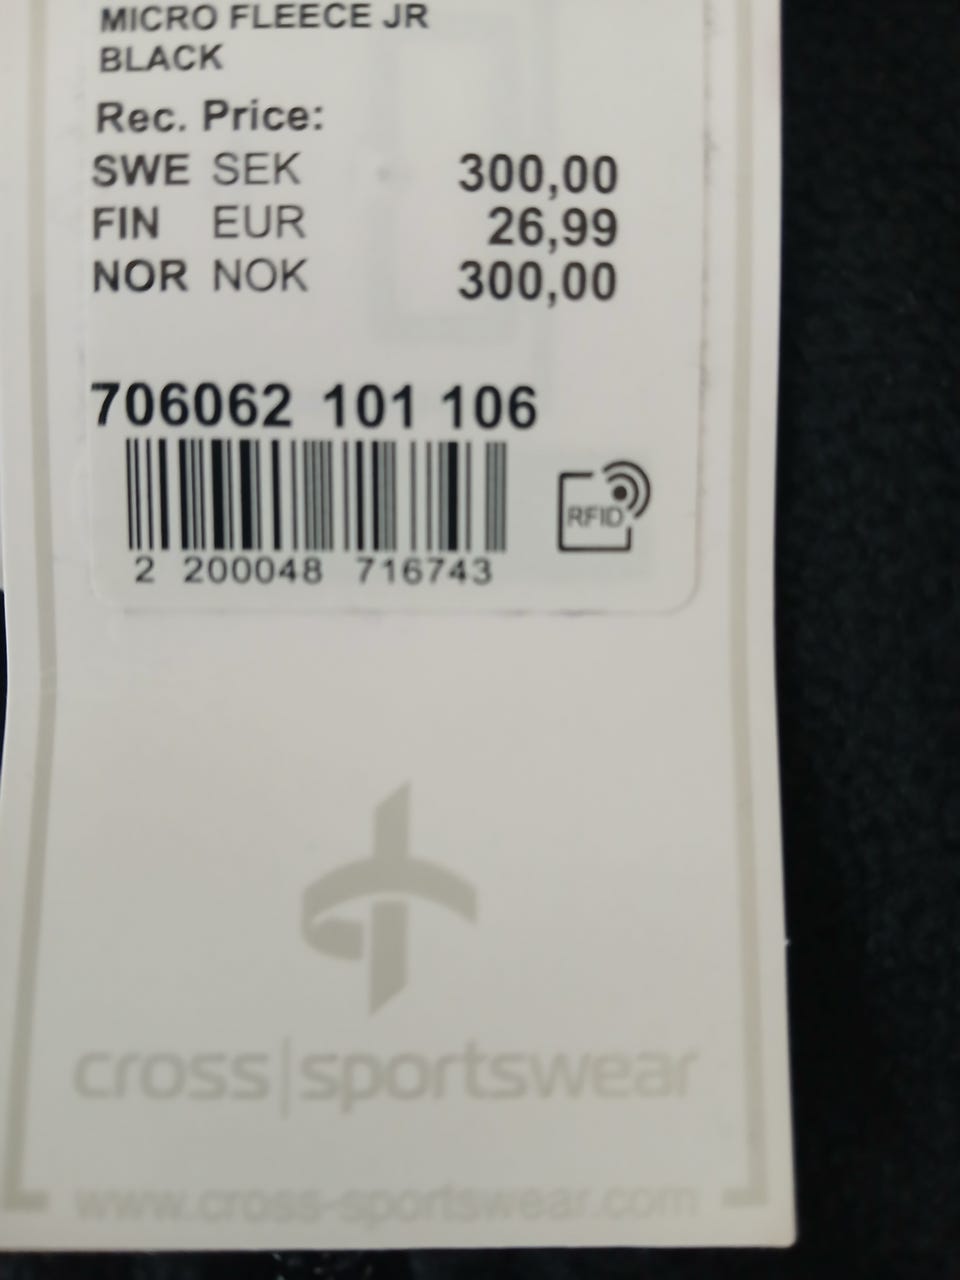 MICRO FLEECE JR
BLACK
Rec. Price:
SWE SEK 300,00
FIN EUR 26,99
NOR NOK 300,00
706062 101 106
RFID
2 200048 716743
cross|sportswear
www.cross-sportswear.com